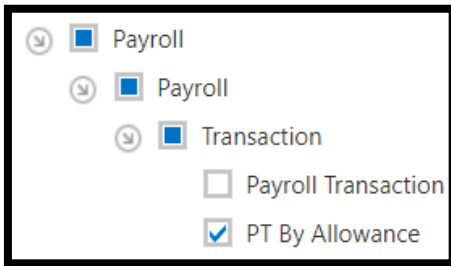 Payroll
Payroll
Transaction
Payroll Transaction
PT By Allowance